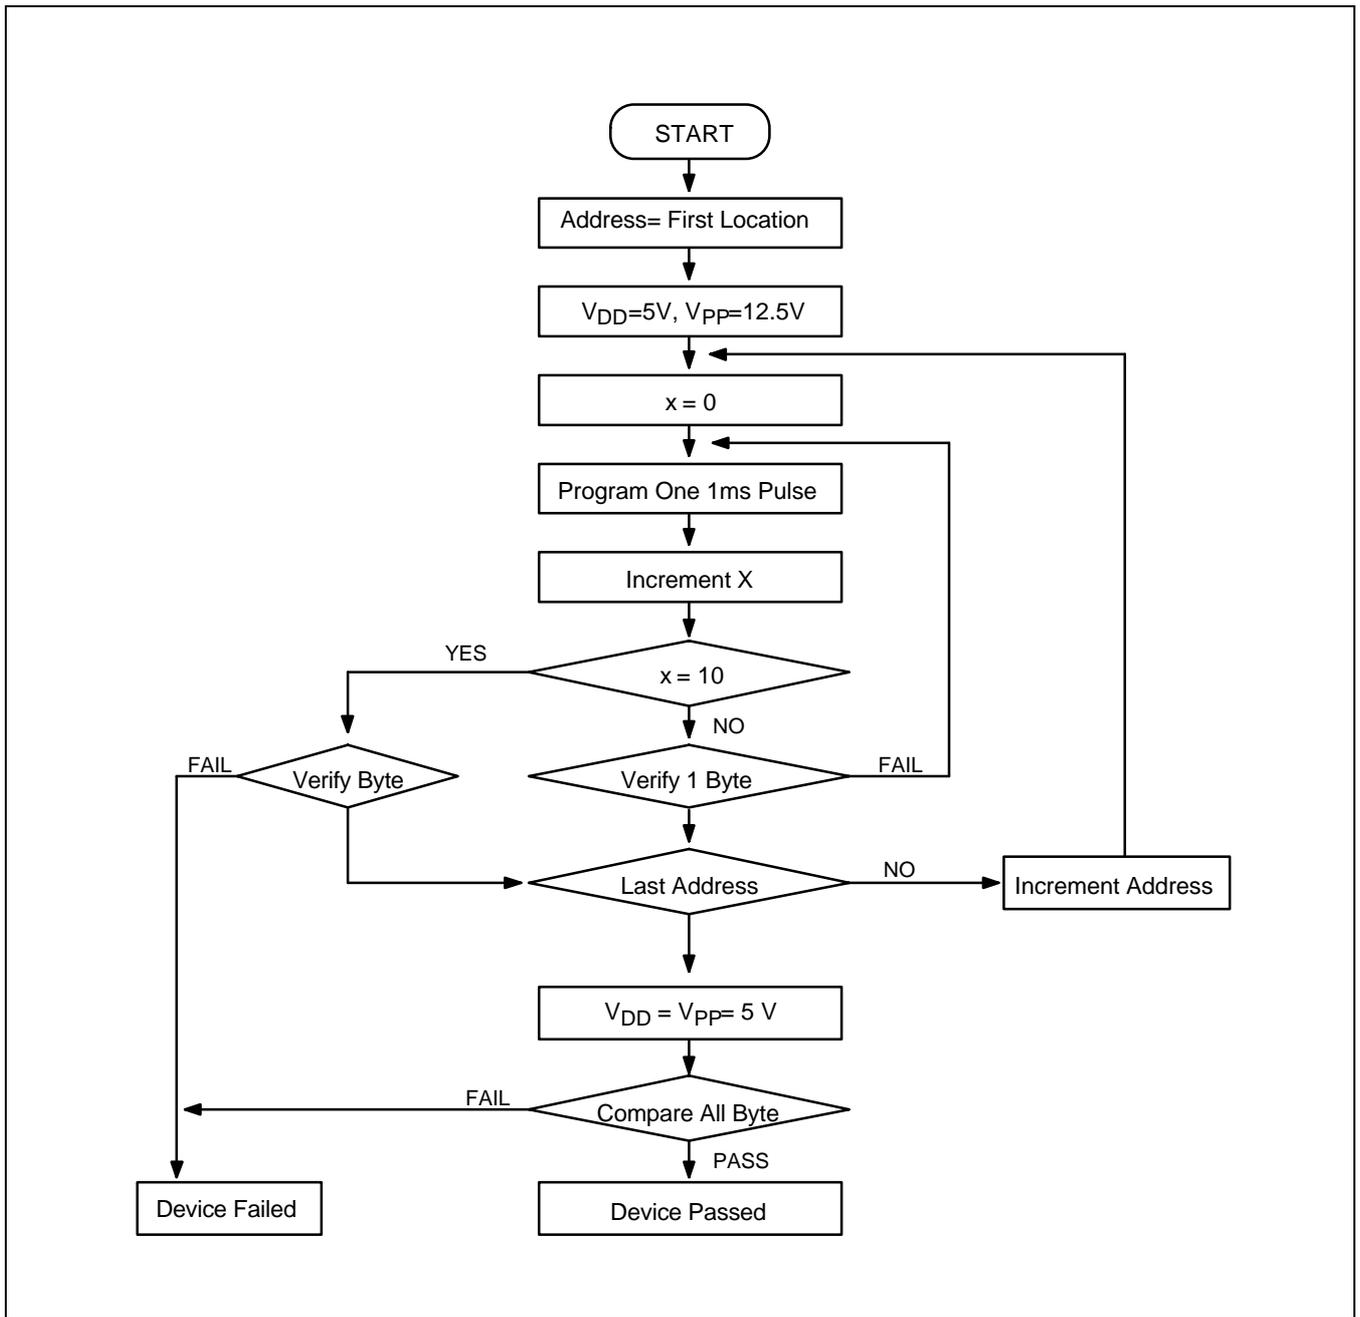 START
Address= First Location
VDD=5V, VPP=12.5V
x = 0
Program One 1ms Pulse
Increment X
YES
x = 10
NO
FAIL
Verify Byte
Verify 1 Byte
FAIL
Last Address
NO
Increment Address
VDD = VPP= 5 V
FAIL
Compare All Byte
PASS
Device Failed
Device Passed